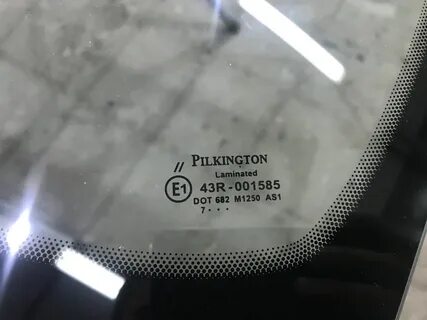 // PILKINGTON
Laminated
E1 43R-001585
DOT 682 M1250 AS1
7 • • •